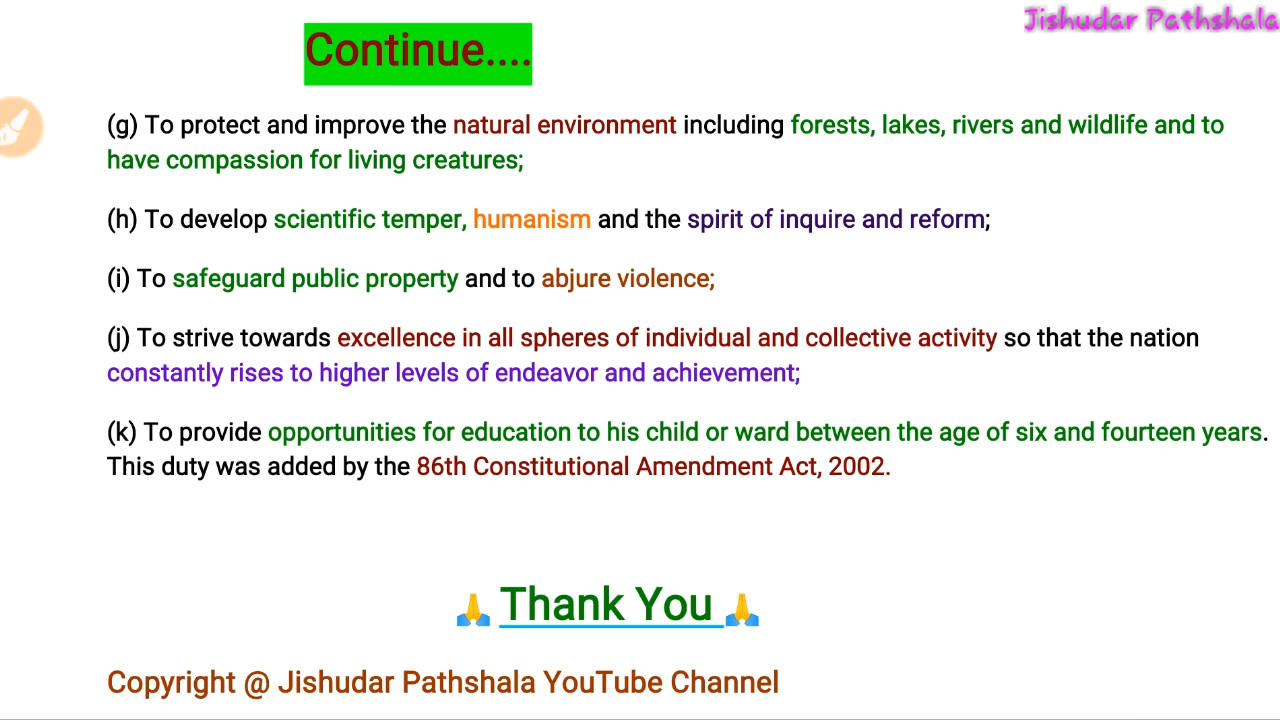 Jishudar Pathshala
Continue....
(g) To protect and improve the natural environment including forests, lakes, rivers and wildlife and to
have compassion for living creatures;
(h) To develop scientific temper, humanism and the spirit of inquire and reform;
(i) To safeguard public property and to abjure violence;
(j) To strive towards excellence in all spheres of individual and collective activity so that the nation
constantly rises to higher levels of endeavor and achievement;
(k) To provide opportunities for education to his child or ward between the age of six and fourteen years.
This duty was added by the 86th Constitutional Amendment Act, 2002.
🙏 Thank You 🙏
Copyright @ Jishudar Pathshala YouTube Channel